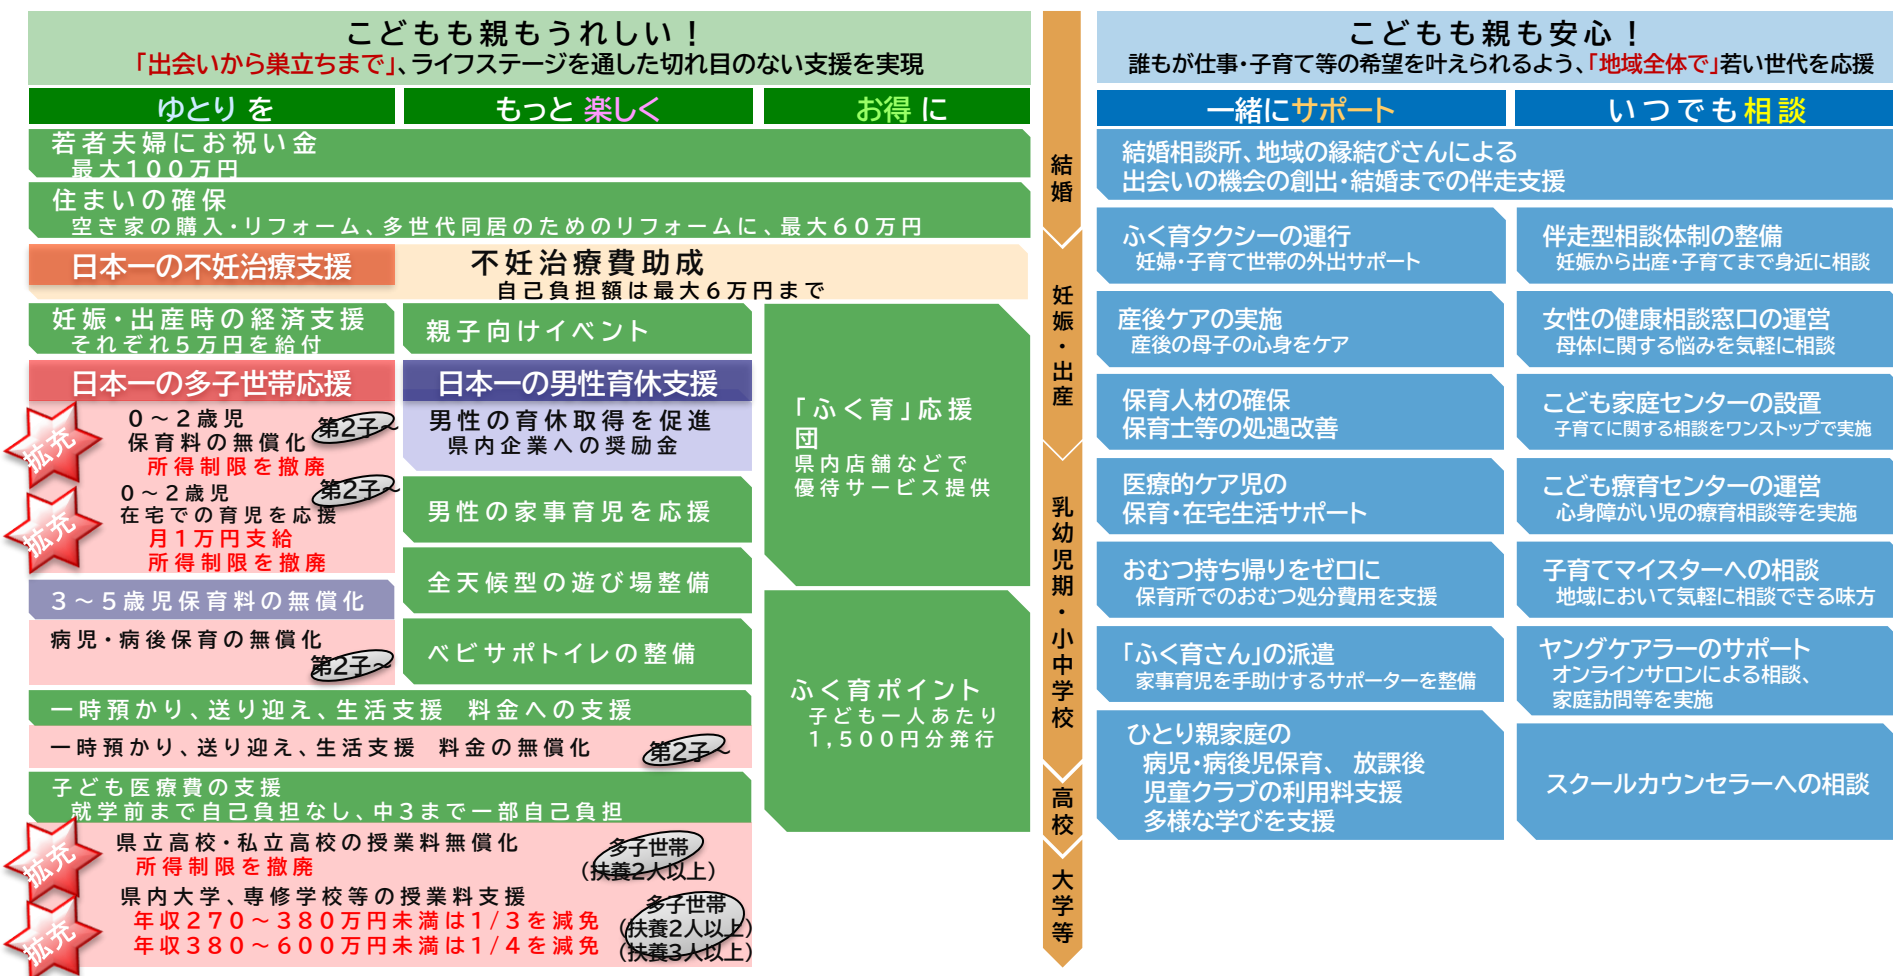 こどもも親もうれしい！
「出会いから巣立ちまで」、ライフステージを通した切れ目のない支援を実現
ゆとり を
もっと 楽しく
お得 に
若者夫婦にお祝い金
最大１００万円
住まいの確保
空き家の購入・リフォーム、多世代同居のためのリフォームに、最大６０万円
日本一の不妊治療支援
不妊治療費助成
自己負担額は最大６万円まで
妊娠・出産時の経済支援
それぞれ５万円を給付
日本一の多子世帯応援
拡充
０～２歳児
保育料の無償化
第2子～
所得制限を撤廃
拡充
０～２歳児
第2子～
在宅での育児を応援
月１万円支給
所得制限を撤廃
３～５歳児保育料の無償化
病児・病後保育の無償化
第2子～
親子向けイベント
日本一の男性育休支援
男性の育休取得を促進
県内企業への奨励金
男性の家事育児を応援
全天候型の遊び場整備
ベビサポトイレの整備
「ふく育」応援
団
県内店舗などで
優待サービス提供
ふく育ポイント
子ども一人あたり
１,５００円分発行
一時預かり、送り迎え、生活支援　料金への支援
一時預かり、送り迎え、生活支援　料金の無償化
第2子～
子ども医療費の支援
就学前まで自己負担なし、中３まで一部自己負担
拡充
県立高校・私立高校の授業料無償化
所得制限を撤廃
多子世帯
（扶養2人以上）
拡充
県内大学、専修学校等の授業料支援
年収２７０～３８０万円未満は１/３を減免
年収３８０～６００万円未満は１/４を減免
多子世帯
（扶養2人以上）
（扶養3人以上）
結婚
妊娠・出産
乳幼児期・小中学校
高校
大学等
こどもも親も安心！
誰もが仕事・子育て等の希望を叶えられるよう、「地域全体で」若い世代を応援
一緒にサポート
いつでも相談
結婚相談所、地域の縁結びさんによる
出会いの機会の創出・結婚までの伴走支援
ふく育タクシーの運行
妊婦・子育て世帯の外出サポート
産後ケアの実施
産後の母子の心身をケア
保育人材の確保
保育士等の処遇改善
医療的ケア児の
保育・在宅生活サポート
おむつ持ち帰りをゼロに
保育所でのおむつ処分費用を支援
「ふく育さん」の派遣
家事育児を手助けするサポーターを整備
ひとり親家庭の
病児・病後児保育、 放課後
児童クラブの利用料支援
多様な学びを支援
伴走型相談体制の整備
妊娠から出産・子育てまで身近に相談
女性の健康相談窓口の運営
母体に関する悩みを気軽に相談
こども家庭センターの設置
子育てに関する相談をワンストップで実施
こども療育センターの運営
心身障がい児の療育相談等を実施
子育てマイスターへの相談
地域において気軽に相談できる味方
ヤングケアラーのサポート
オンラインサロンによる相談、
家庭訪問等を実施
スクールカウンセラーへの相談